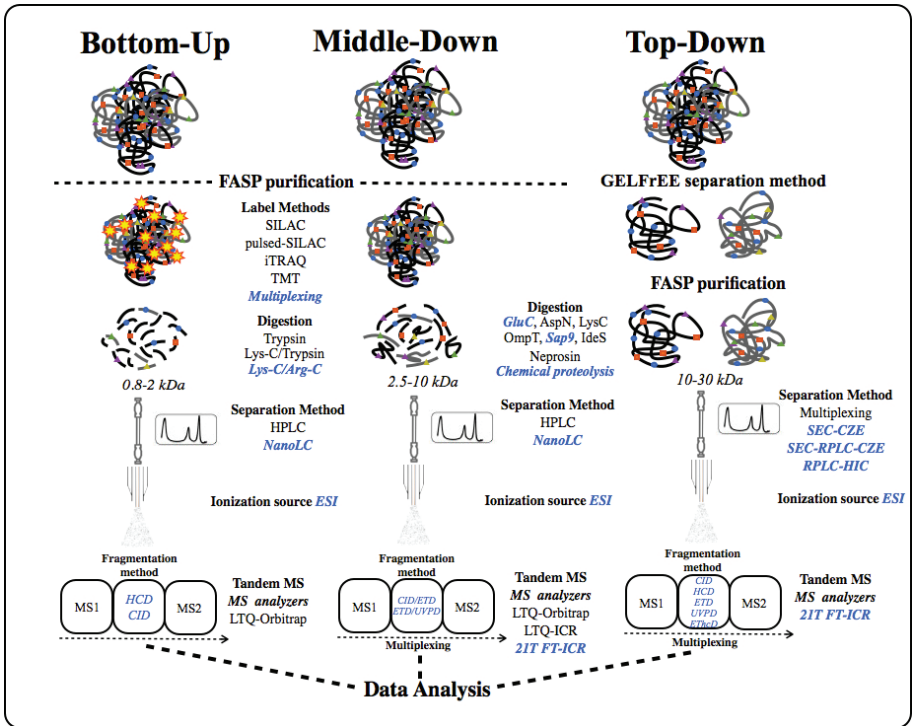 Bottom-Up
Middle-Down
Top-Down
FASP purification
GELFrEE separation method
Label Methods
SILAC
pulsed-SILAC
iTRAQ
TMT
Multiplexing
FASP purification
Digestion
Trypsin
Lys-C/Trypsin
Lys-C/Arg-C
Digestion
GluC, AspN, LysC
OmpT, Sap9, IdeS
Neprosin
Chemical proteolysis
0.8-2 kDa
2.5-10 kDa
10-30 kDa
Separation Method
HPLC
NanoLC
Separation Method
HPLC
NanoLC
Separation Method
Multiplexing
SEC-CZE
SEC-RPLC-CZE
RPLC-HIC
Ionization source ESI
Ionization source ESI
Ionization source ESI
Fragmentation
method
MS1
HCD
CID
MS2
Tandem MS
MS analyzers
LTQ-Orbitrap
Fragmentation
method
MS1
CID/ETD
ETD/UVPD
MS2
Multiplexing
Tandem MS
MS analyzers
LTQ-Orbitrap
LTQ-ICR
21T FT-ICR
Fragmentation
method
MS1
CID
HCD
ETD
UVPD
EThcD
MS2
Multiplexing
Tandem MS
MS analyzers
21T FT-ICR
Data Analysis